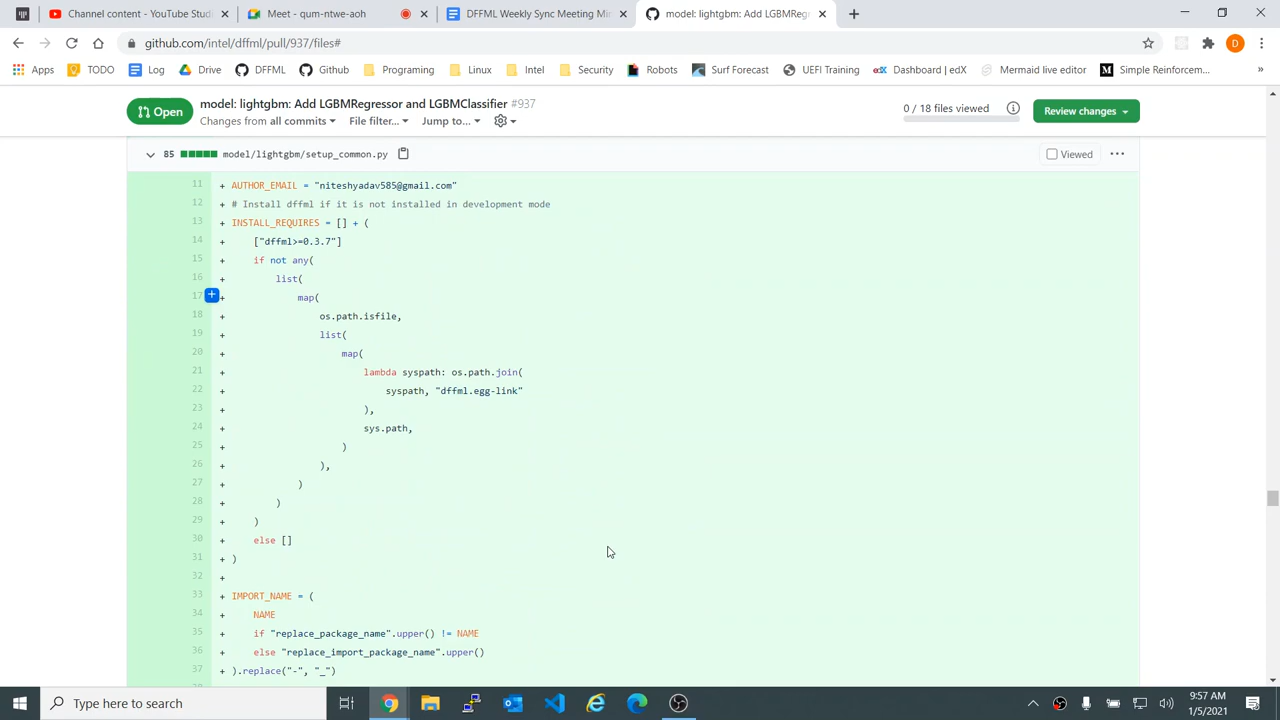 Channel content - YouTube Stud
Meet - qum-ntwe-aoh
DFFML Weekly Sync Meeting Min
model: lightgbm: Add LGBMRegr
github.com/intel/dffml/pull/937/files#
D
Apps
TODO
Log
Drive
DFFML
Github
Programing
Linux
Intel
Security
Robots
Surf Forecast
UEFI Training
Dashboard | edX
Mermaid live editor
Simple Reinforcem...
»
Open
model: lightgbm: Add LGBMRegressor and LGBMClassifier #937
Changes from all commits
File filter...
Jump to...
0 / 18 files viewed
Review changes
85 model/lightgbm/setup_common.py
Viewed
11 + AUTHOR_EMAIL = "niteshyadav585@gmail.com"
12 + # Install dffml if it is not installed in development mode
13 + INSTALL_REQUIRES = [] + (
14 + ["dffml>=0.3.7"]
15 + if not any(
16 + list(
17 + map(
18 + os.path.isfile,
19 + list(
20 + map(
21 + lambda syspath: os.path.join(
22 + syspath, "dffml.egg-link"
23 + ),
24 + sys.path,
25 + )
26 + ),
27 + )
28 + )
29 + )
30 + else []
31 + )
32 +
33 + IMPORT_NAME = (
34 + NAME
35 + if "replace_package_name".upper() != NAME
36 + else "replace_import_package_name".upper()
37 + ).replace("-", "_")
Type here to search
9:57 AM
1/5/2021